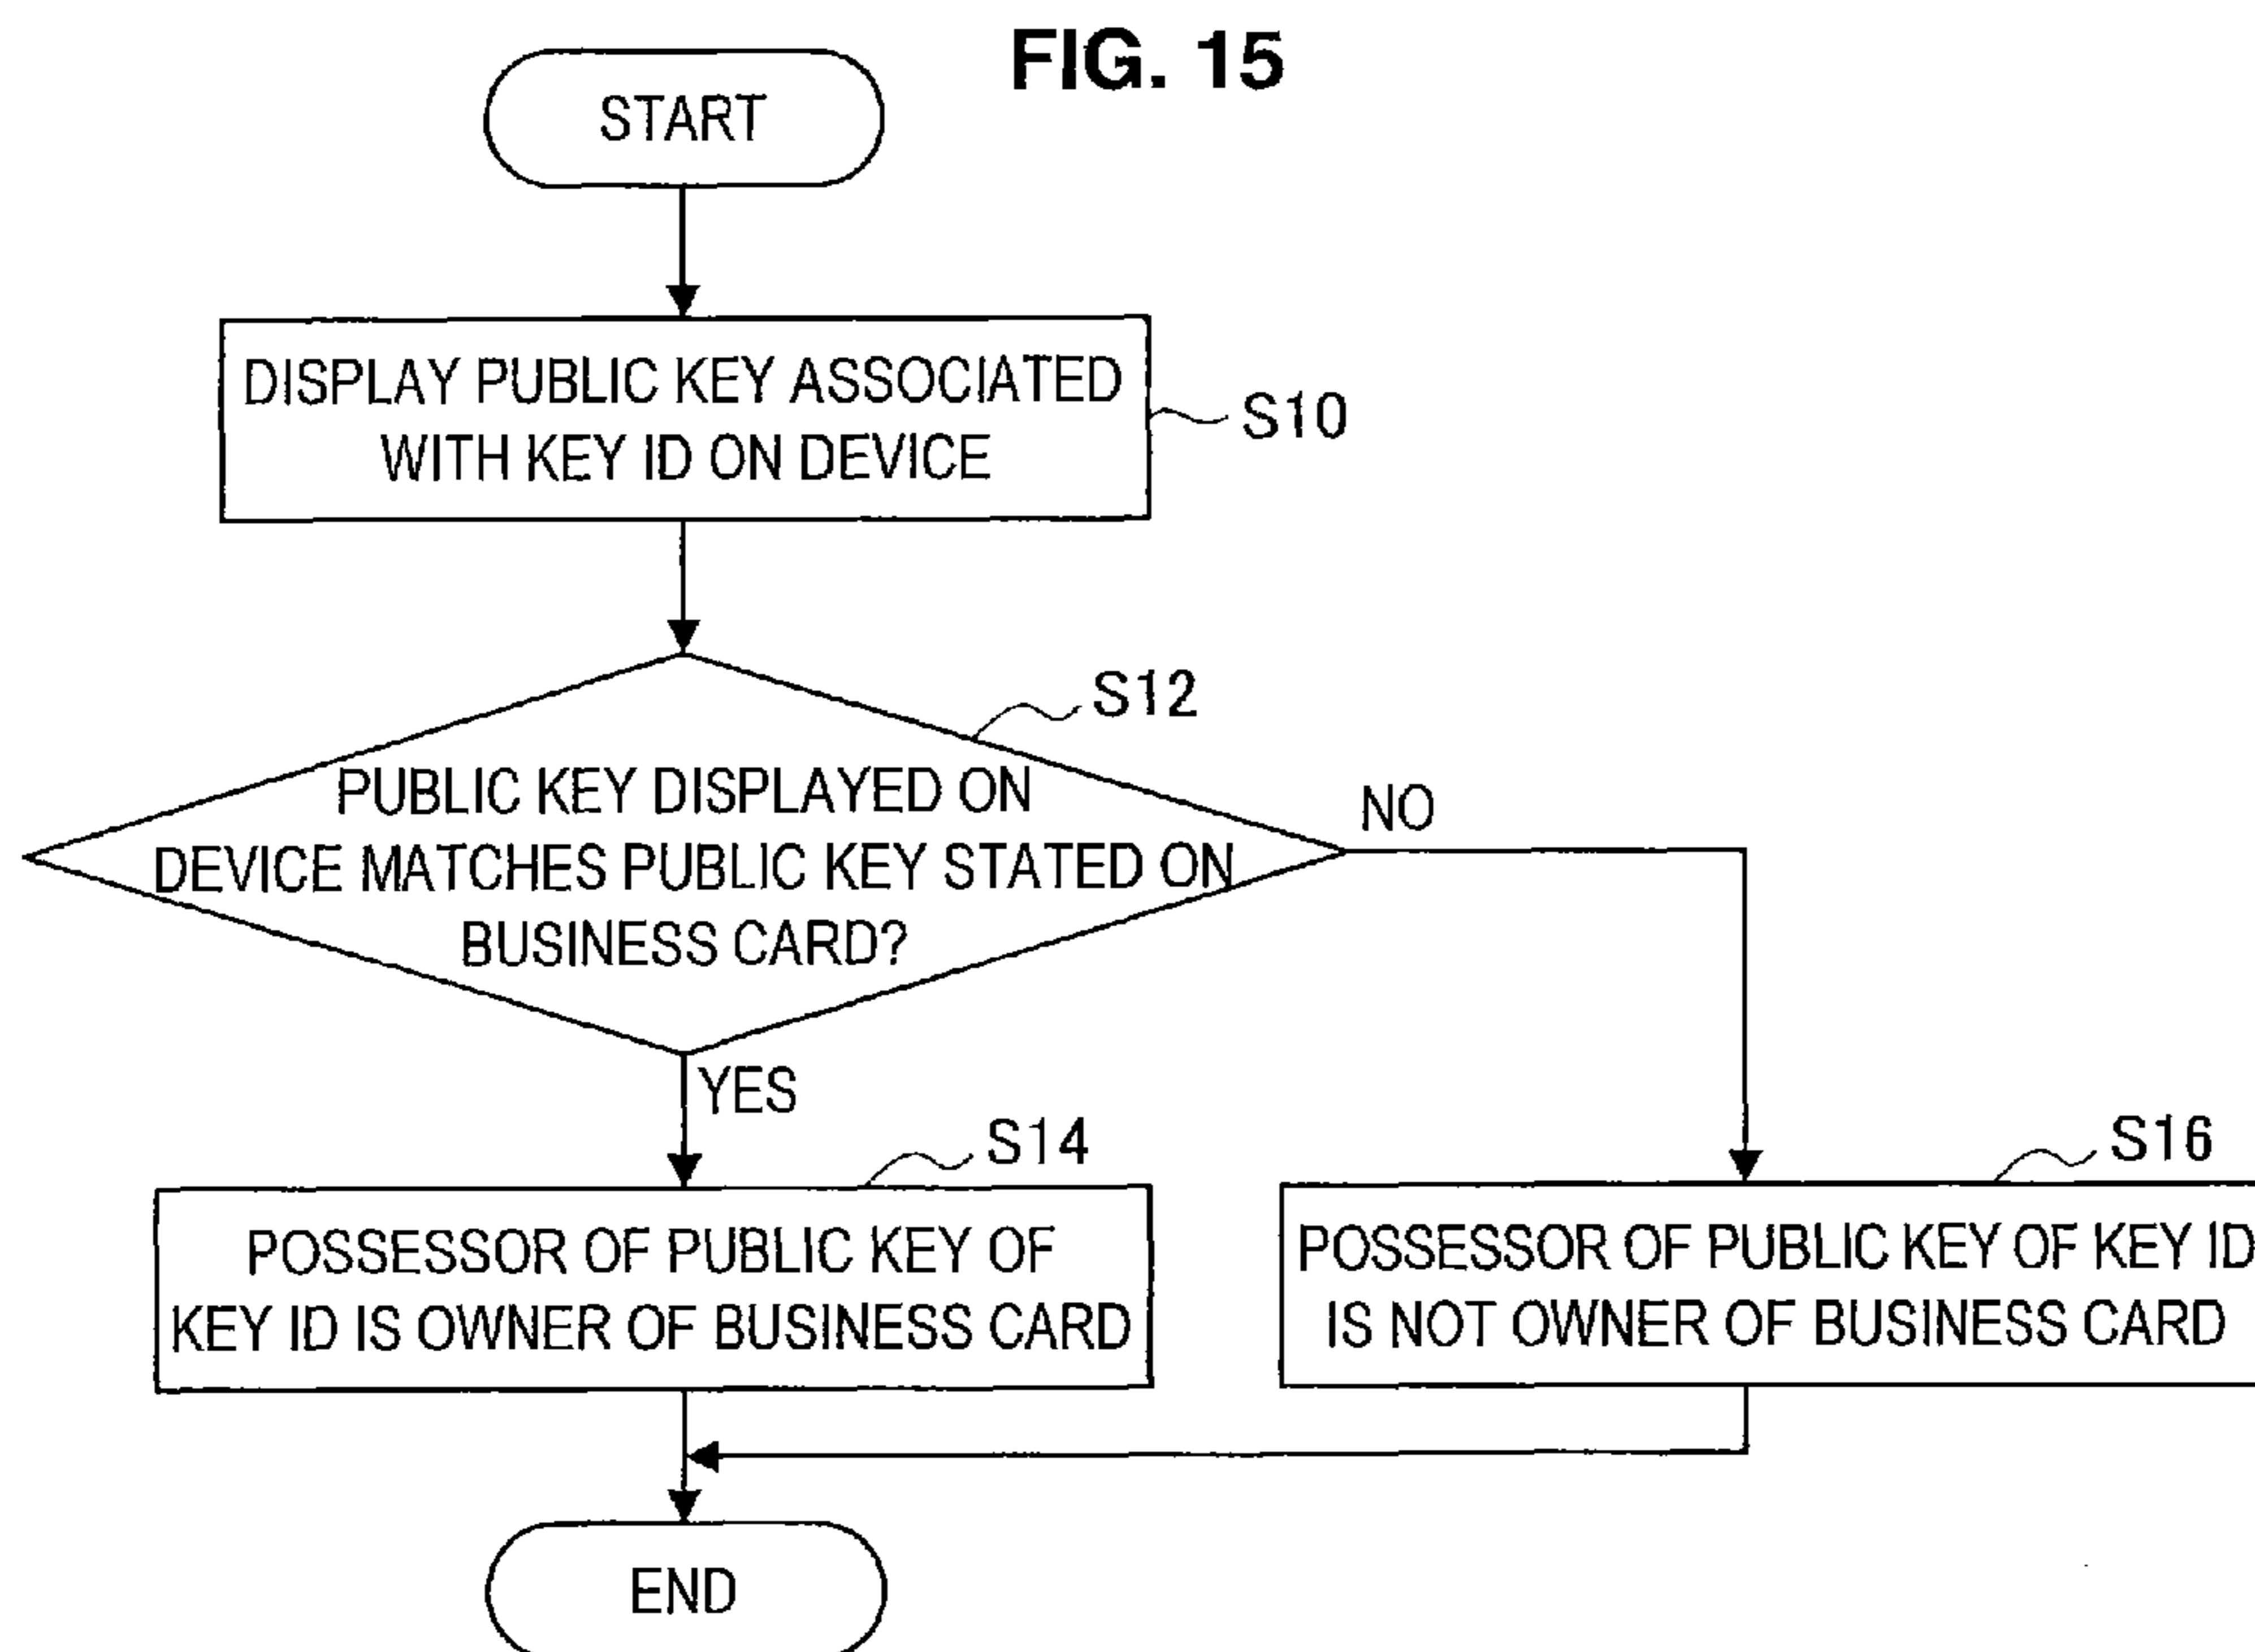 FIG. 15
START
DISPLAY PUBLIC KEY ASSOCIATED
WITH KEY ID ON DEVICE
S10
S12
PUBLIC KEY DISPLAYED ON
DEVICE MATCHES PUBLIC KEY STATED ON
BUSINESS CARD?
NO
YES
S14
POSSESSOR OF PUBLIC KEY OF
KEY ID IS OWNER OF BUSINESS CARD
S16
POSSESSOR OF PUBLIC KEY OF KEY ID
IS NOT OWNER OF BUSINESS CARD
END